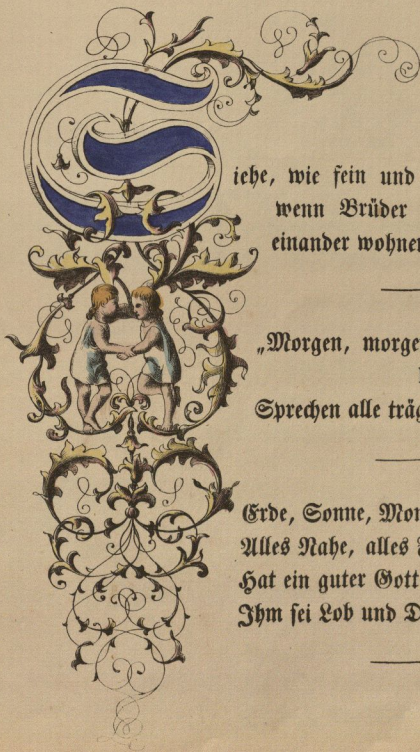 Siehe, wie fein und
wenn Brüder
einander wohnen
„Morgen, morge
Sprechen alle träg
Erde, Sonne, Mon
Alles Nahe, alles
Hat ein guter Gott
Ihm sei Lob und D